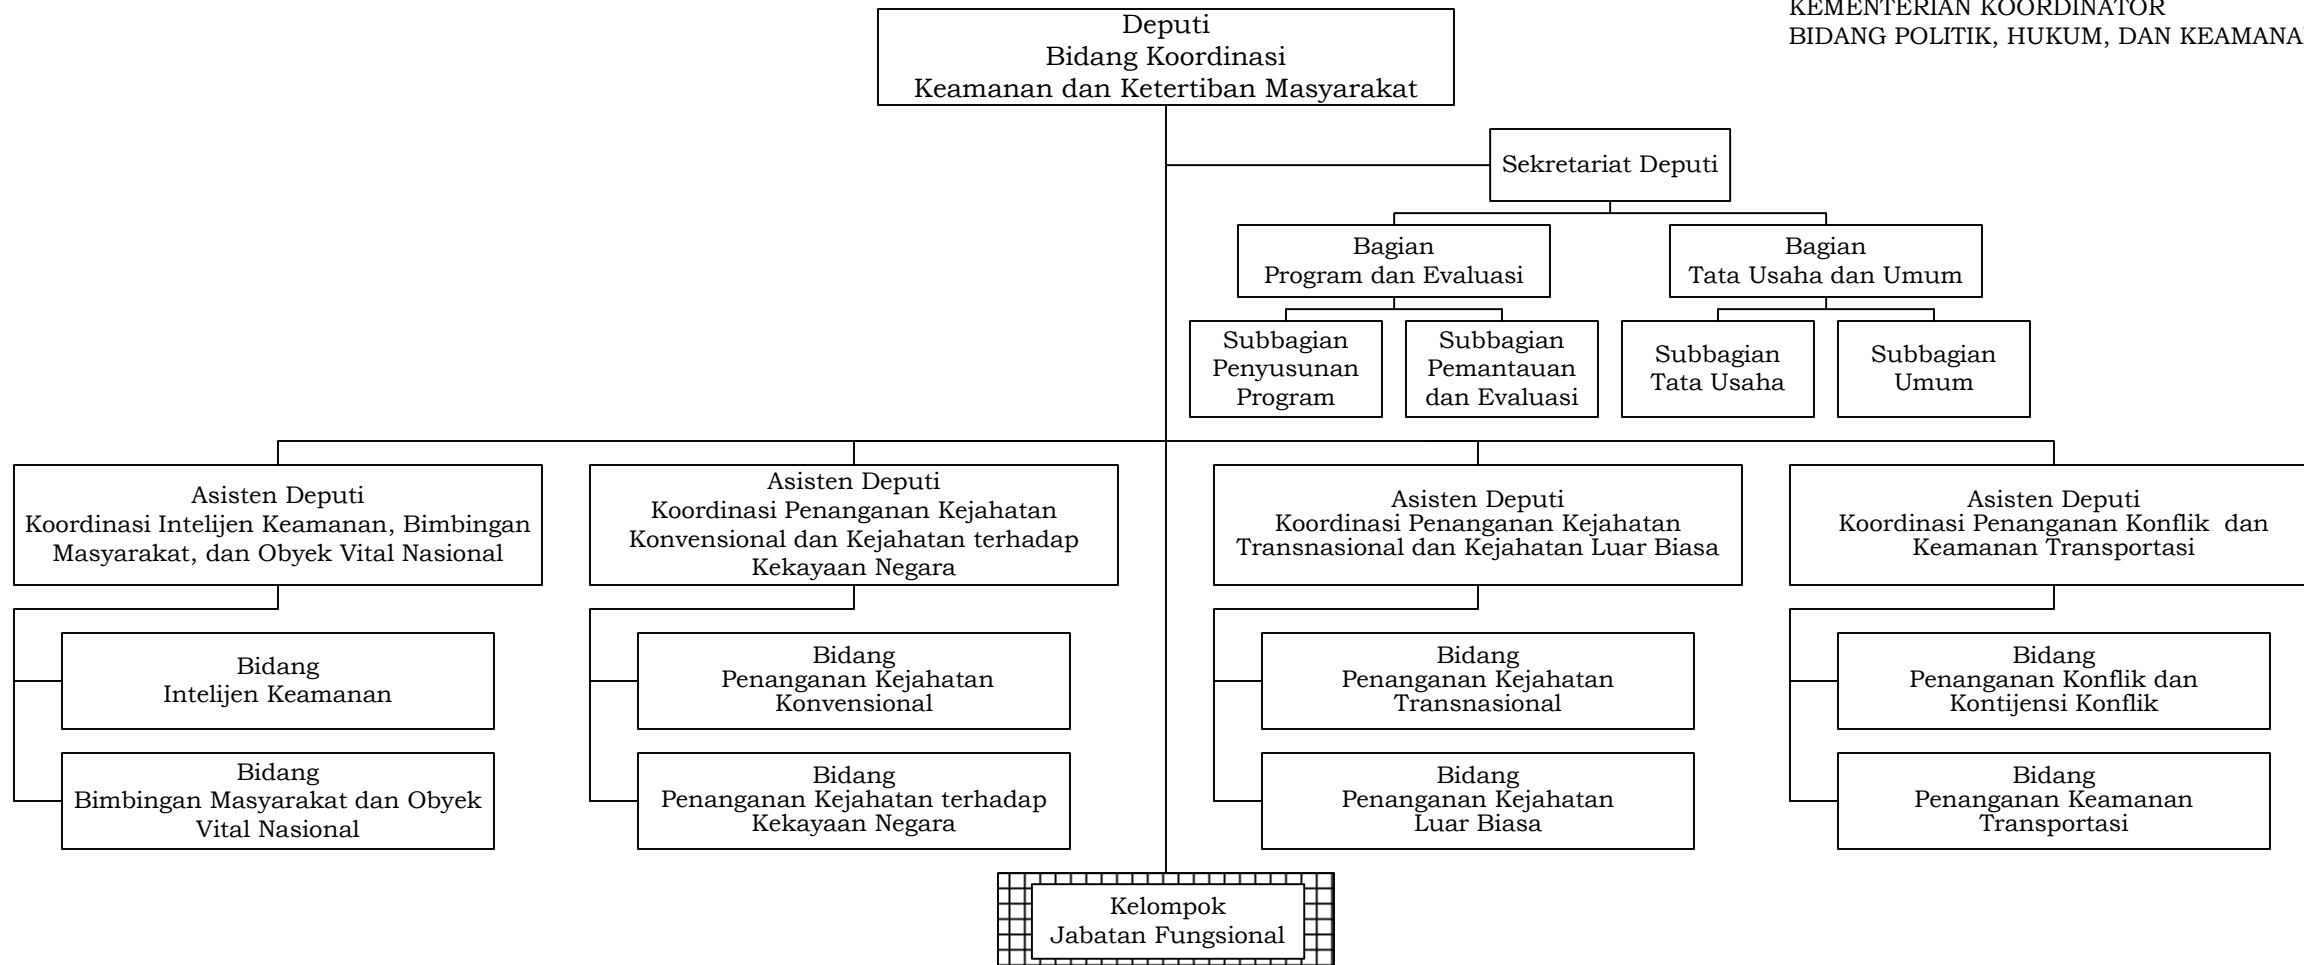 KEMENTERIAN KOORDINATOR
BIDANG POLITIK, HUKUM, DAN
Deputi
Bidang Koordinasi
Keamanan dan Ketertiban Masyarakat
Sekretariat Deputi
Bagian
Program dan Evaluasi
Bagian
Tata Usaha dan Umum
Subbagian
Penyusunan
Program
Subbagian
Pemantauan
dan Evaluasi
Subbagian
Tata Usaha
Subbagian
Umum
Asisten Deputi
Koordinasi Intelijen Keamanan, Bimbingan
Masyarakat, dan Obyek Vital Nasional
Asisten Deputi
Koordinasi Penanganan Kejahatan
Konvensional dan Kejahatan terhadap
Kekayaan Negara
Asisten Deputi
Koordinasi Penanganan Kejahatan
Transnasional dan Kejahatan Luar Biasa
Asisten Deputi
Koordinasi Penanganan Konflik dan
Keamanan Transportasi
Bidang
Intelijen Keamanan
Bidang
Penanganan Kejahatan
Konvensional
Bidang
Penanganan Kejahatan
Transnasional
Bidang
Penanganan Konflik dan
Kontijensi Konflik
Bidang
Bimbingan Masyarakat dan Obyek
Vital Nasional
Bidang
Penanganan Kejahatan terhadap
Kekayaan Negara
Bidang
Penanganan Kejahatan
Luar Biasa
Bidang
Penanganan Keamanan
Transportasi
Kelompok
Jabatan Fungsional